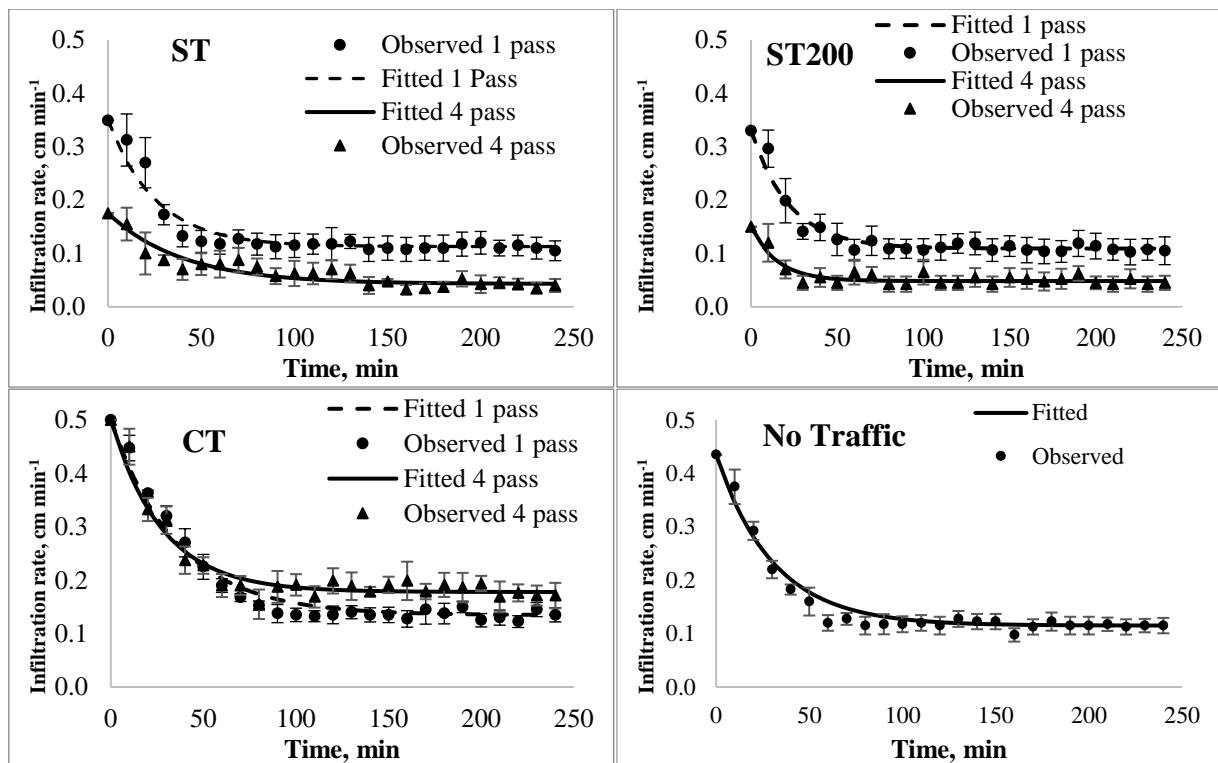 ST
Observed 1 pass
Fitted 1 Pass
Fitted 4 pass
Observed 4 pass
Infiltration rate, cm min-1
0.5
0.4
0.3
0.2
0.1
0.0
0 50 100 150 200 250
Time, min
ST200
Fitted 1 pass
Observed 1 pass
Fitted 4 pass
Observed 4 pass
Infiltration rate, cm min-1
0.5
0.4
0.3
0.2
0.1
0.0
0 50 100 150 200 250
Time, min
CT
Fitted 1 pass
Observed 1 pass
Fitted 4 pass
Observed 4 pass
Infiltration rate, cm min-1
0.5
0.4
0.3
0.2
0.1
0.0
0 50 100 150 200 250
Time, min
No Traffic
Fitted
Observed
Infiltration rate, cm min-1
0.5
0.4
0.3
0.2
0.1
0.0
0 50 100 150 200 250
Time, min